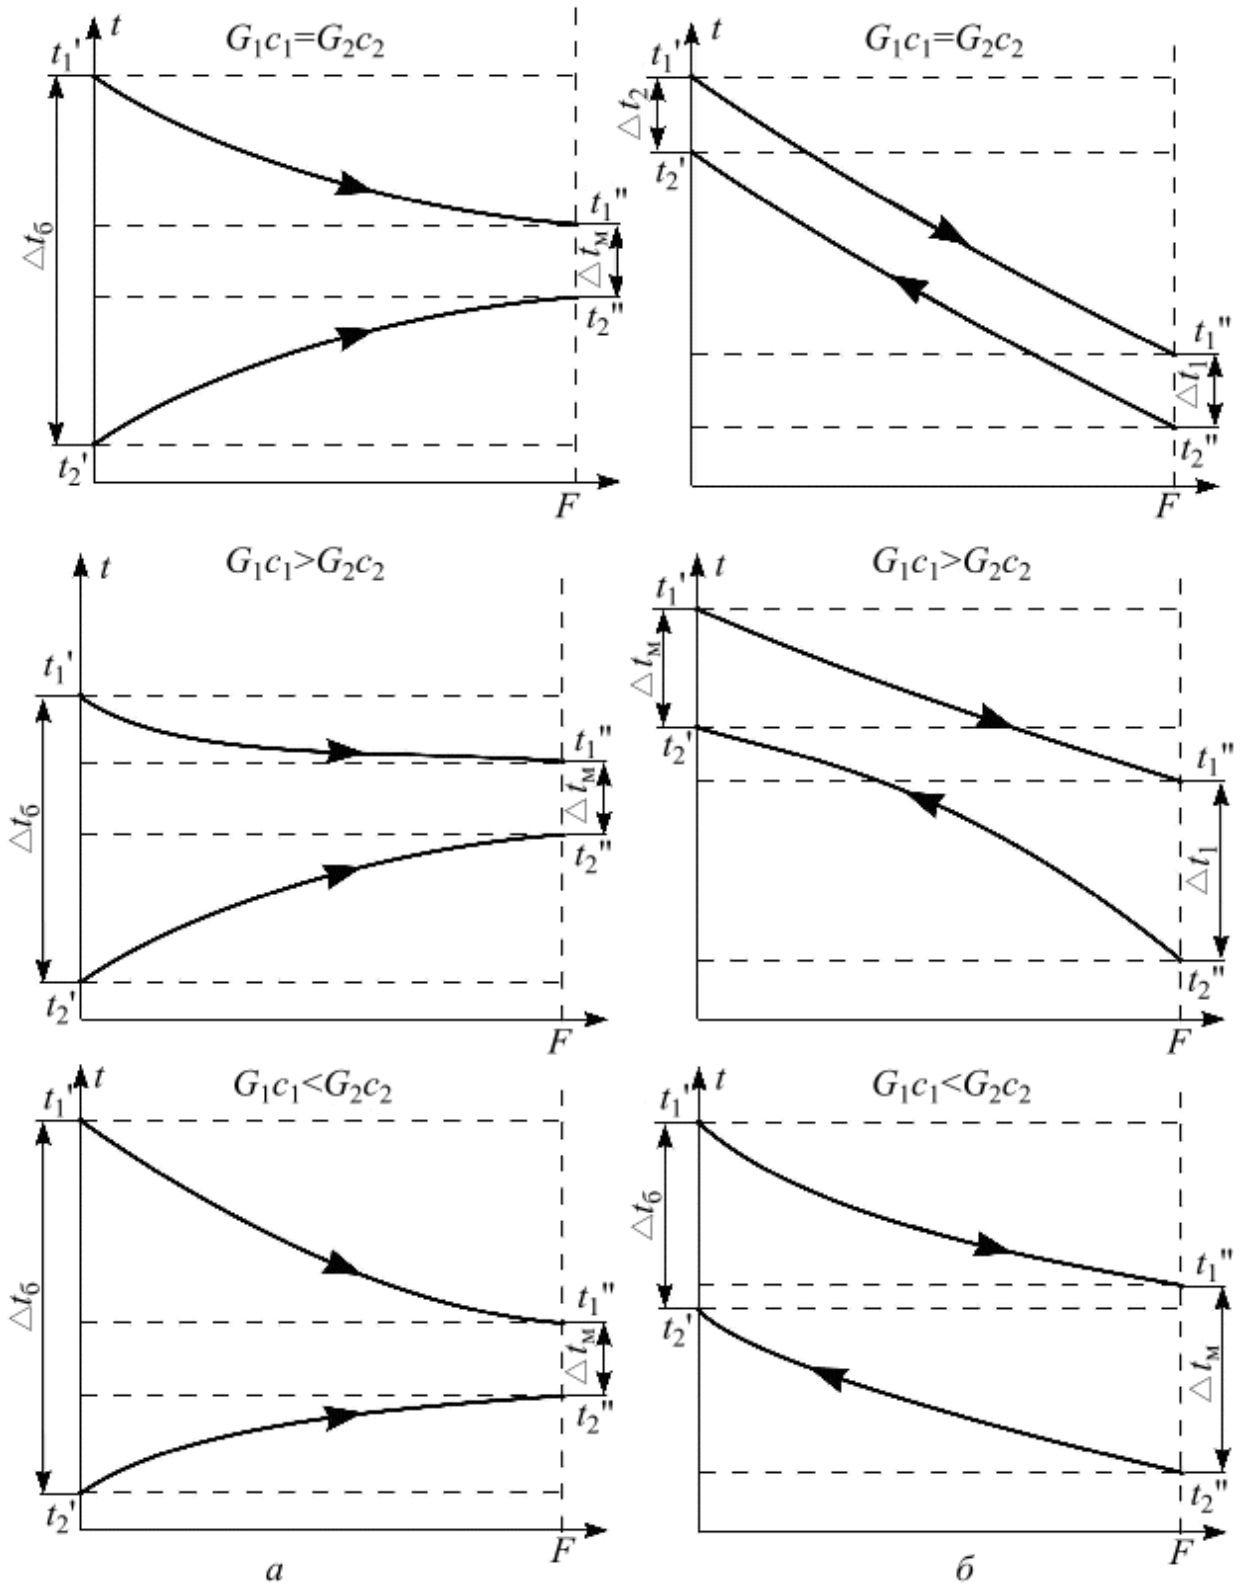 t G₁c₁=G₂c₂
t₁'
Δtб
t₁"
Δtм
t₂"
t₂'
F
t G₁c₁=G₂c₂
t₁'
Δt₂
t₂'
t₁"
Δt₁
t₂"
F
t G₁c₁>G₂c₂
t₁'
Δtб
t₁"
Δtм
t₂"
t₂'
F
t G₁c₁>G₂c₂
t₁'
Δtм
t₂'
t₁"
Δt₁
t₂"
F
t G₁c₁<G₂c₂
t₁'
Δtб
t₁"
Δtм
t₂"
t₂'
F
t G₁c₁<G₂c₂
t₁'
Δtб
t₂'
t₁"
Δtм
t₂"
F
а б